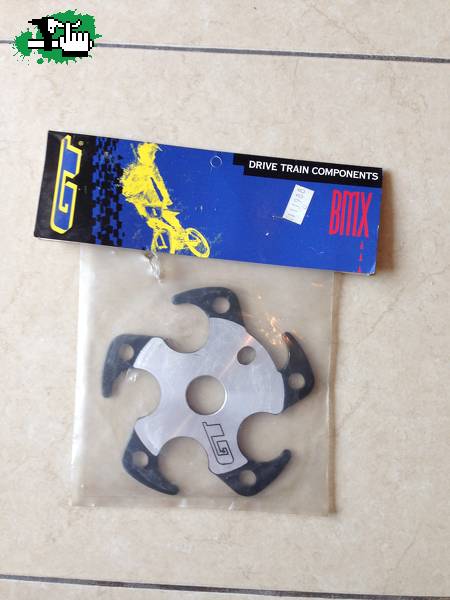 GT
DRIVE TRAIN COMPONENTS
BMX
GT